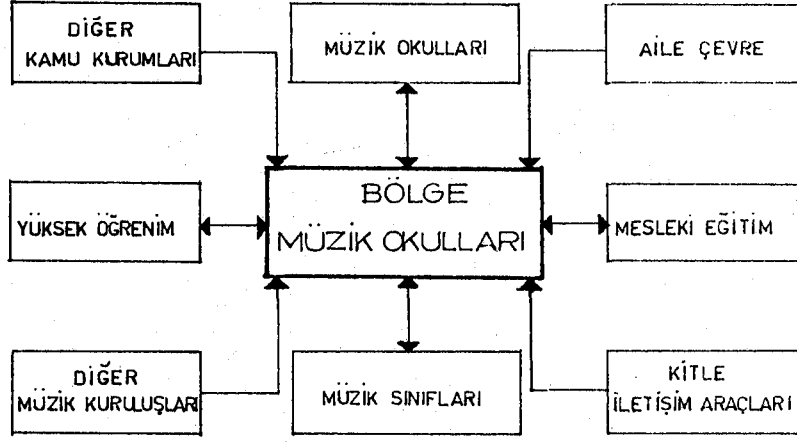 DİĞER
KAMU KURUMLARI
MÜZİK OKULLARI
AİLE ÇEVRE
YÜKSEK ÖĞRENİM
BÖLGE
MÜZİK OKULLARI
MESLEKİ EĞİTİM
DİĞER
MÜZİK KURULUŞLARI
MÜZİK SINIFLARI
KİTLE
İLETİŞİM ARAÇLARI